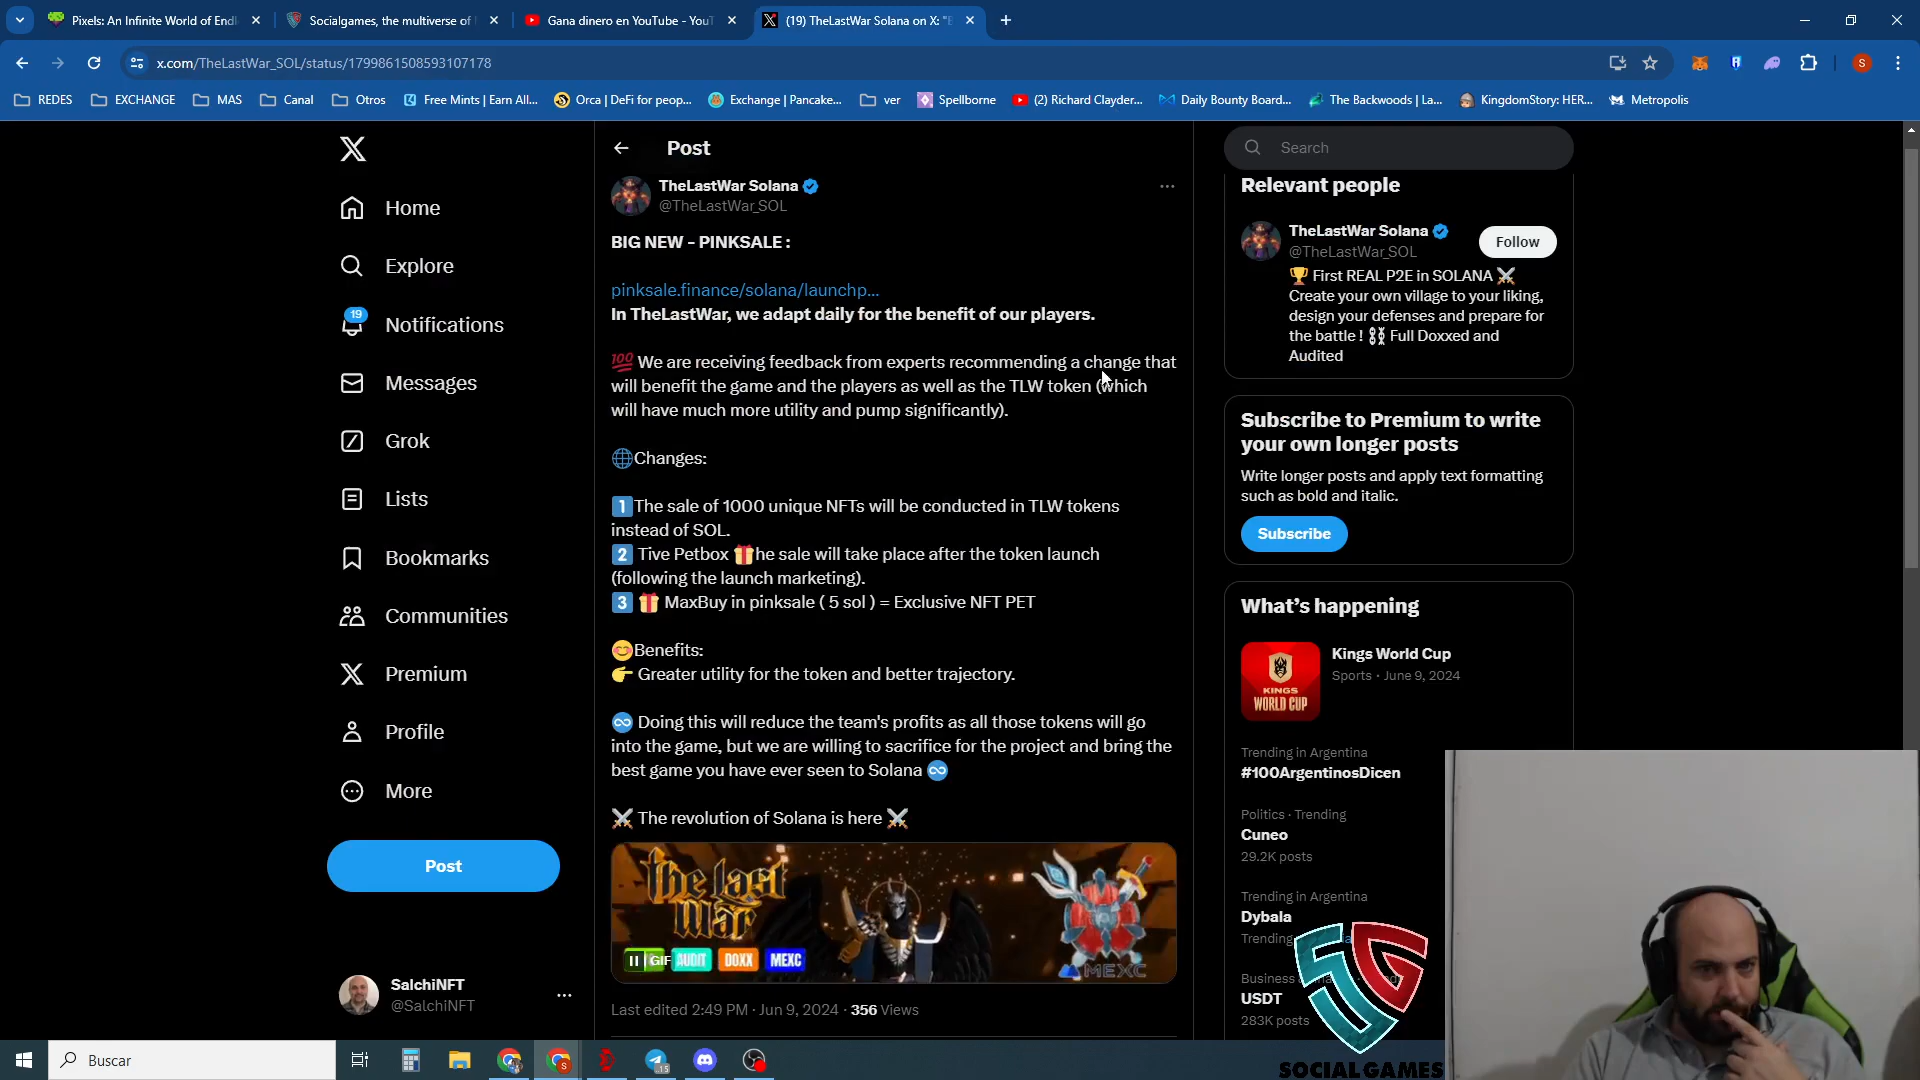 Pixels: An Infinite World of Endl
Socialgames, the multiverse of
Gana dinero en YouTube - YouT
(19) TheLastWar Solana on X: "B
x.com/TheLastWar_SOL/status/1799861508593107178
S
REDES
EXCHANGE
MAS
Canal
Otros
Free Mints | Earn All...
Orca | DeFi for peop...
Exchange | Pancake...
ver
Spellborne
(2) Richard Clayder...
Daily Bounty Board...
The Backwoods | La...
KingdomStory: HER...
Metropolis
Home
Explore
19
Notifications
Messages
Grok
Lists
Bookmarks
Communities
Premium
Profile
More
Post
SalchiNFT
@SalchiNFT
Post
TheLastWar Solana
@TheLastWar_SOL
BIG NEW - PINKSALE :
pinksale.finance/solana/launchp...
In TheLastWar, we adapt daily for the benefit of our players.
💯 We are receiving feedback from experts recommending a change that
will benefit the game and the players as well as the TLW token (which
will have much more utility and pump significantly).
🌐Changes:
1️⃣The sale of 1000 unique NFTs will be conducted in TLW tokens
instead of SOL.
2️⃣ Tive Petbox 🎁he sale will take place after the token launch
(following the launch marketing).
3️⃣ 🎁 MaxBuy in pinksale ( 5 sol ) = Exclusive NFT PET
😊Benefits:
👉 Greater utility for the token and better trajectory.
♾️ Doing this will reduce the team's profits as all those tokens will go
into the game, but we are willing to sacrifice for the project and bring the
best game you have ever seen to Solana ♾️
⚔️ The revolution of Solana is here ⚔️
The last
War
GIF
AUDIT
DOXX
MEXC
MEXC
Last edited 2:49 PM · Jun 9, 2024 · 356 Views
Search
Relevant people
TheLastWar Solana
@TheLastWar_SOL
Follow
🏆 First REAL P2E in SOLANA ⚔️
Create your own village to your liking,
design your defenses and prepare for
the battle ! ⛓️ Full Doxxed and
Audited
Subscribe to Premium to write
your own longer posts
Write longer posts and apply text formatting
such as bold and italic.
Subscribe
What's happening
KINGS
WORLD CUP
Kings World Cup
Sports · June 9, 2024
Trending in Argentina
#100ArgentinosDicen
Politics · Trending
Cuneo
29.2K posts
Trending in Argentina
Dybala
Trending
Business
USDT
283K posts
SG
SOCIAL GAMES
Buscar
15